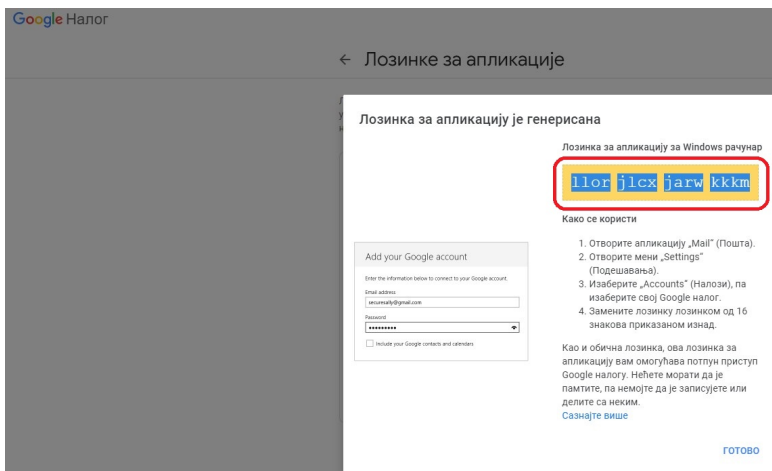 Google Налог
← Лозинке за апликације
Лозинка за апликацију је генерисана
Лозинка за апликацију за Windows рачунар
llor jlcx jarw kkkm
Како се користи
1. Отворите апликацију „Mail“ (Пошта).
2. Отворите мени „Settings“
(Подешавања).
3. Изаберите „Accounts“ (Налози), па
изаберите свој Google налог.
4. Замените лозинку лозинком од 16
знакова приказаном изнад.
Као и обична лозинка, ова лозинка за
апликацију вам омогућава потпун приступ
Google налогу. Нећете морати да је
памтите, па немојте да је записујете или
делите са неким.
Сазнајте више
Add your Google account
Enter the information below to connect to your Google account.
Email address
securesally@gmail.com
Password
•••••••••
Include your Google contacts and calendars
ГОТОВО